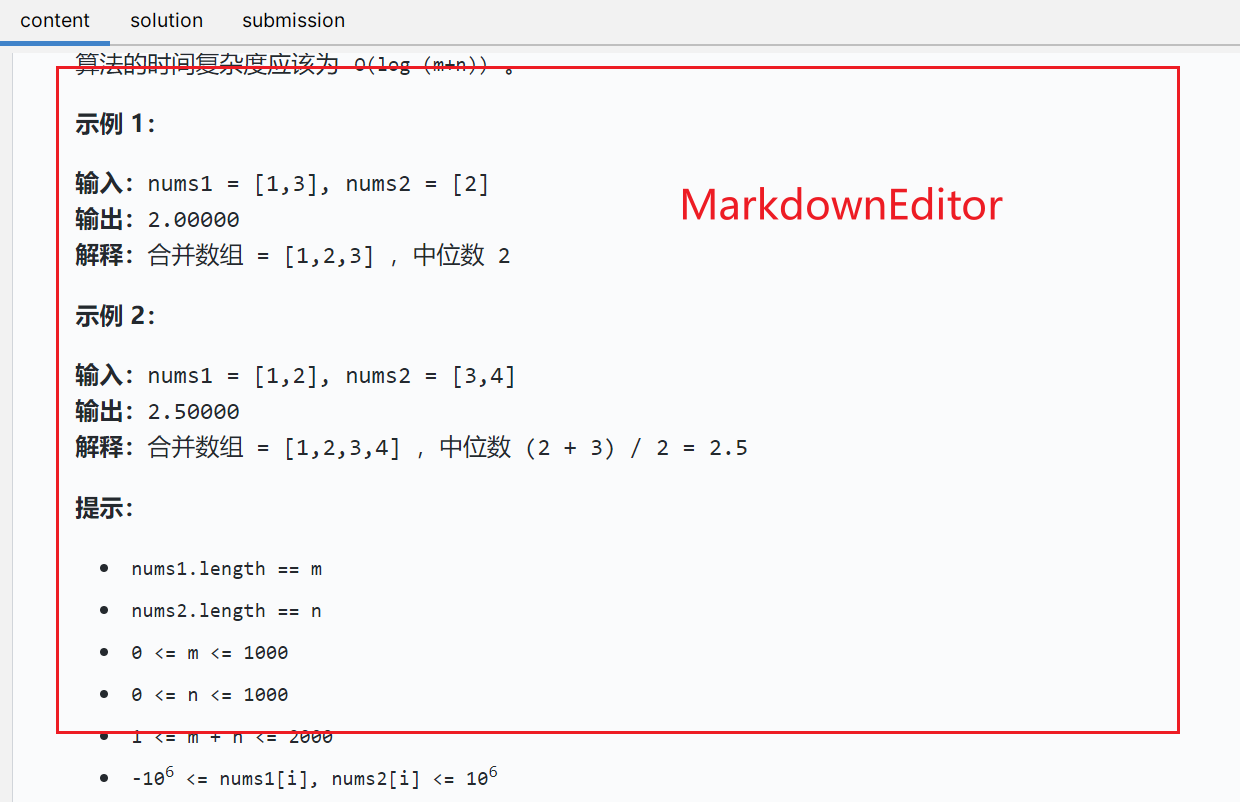 content solution submission
算法的时间复杂度应该为 O(log (m+n)) 。
示例 1：
输入：nums1 = [1,3], nums2 = [2]
MarkdownEditor
输出：2.00000
解释：合并数组 = [1,2,3] ，中位数 2
示例 2：
输入：nums1 = [1,2], nums2 = [3,4]
输出：2.50000
解释：合并数组 = [1,2,3,4] ，中位数 (2 + 3) / 2 = 2.5
提示：
• nums1.length == m
• nums2.length == n
• 0 <= m <= 1000
• 0 <= n <= 1000
• 1 <= m + n <= 2000
• -10⁶ <= nums1[i], nums2[i] <= 10⁶